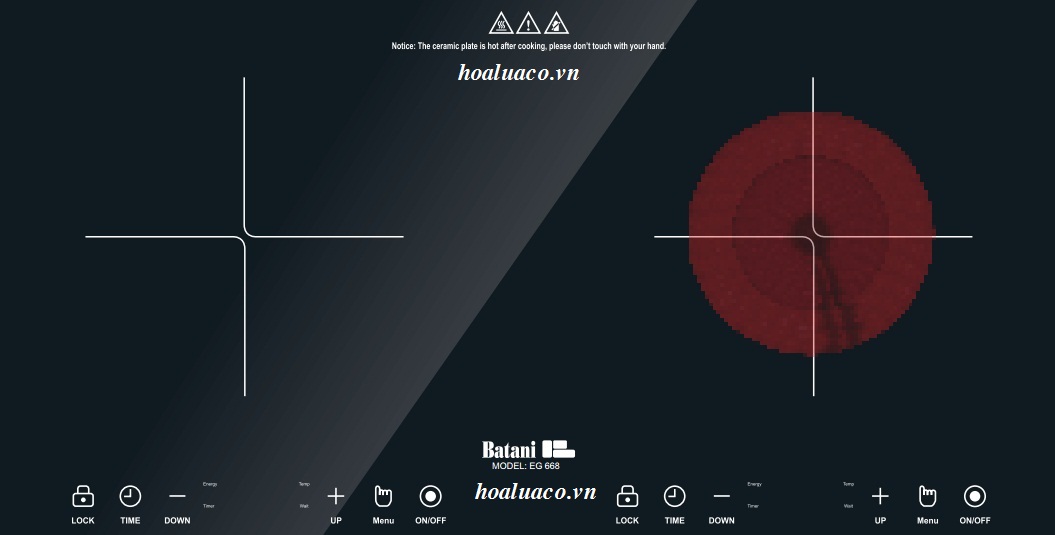 Notice: The ceramic plate is hot after cooking, please don't touch with your hand.
hoaluaco.vn
Batani
MODEL: EG 668
hoaluaco.vn
Energy Temp
Timer Wait
LOCK TIME DOWN UP Menu ON/OFF
Energy Temp
Timer Wait
LOCK TIME DOWN UP Menu ON/OFF